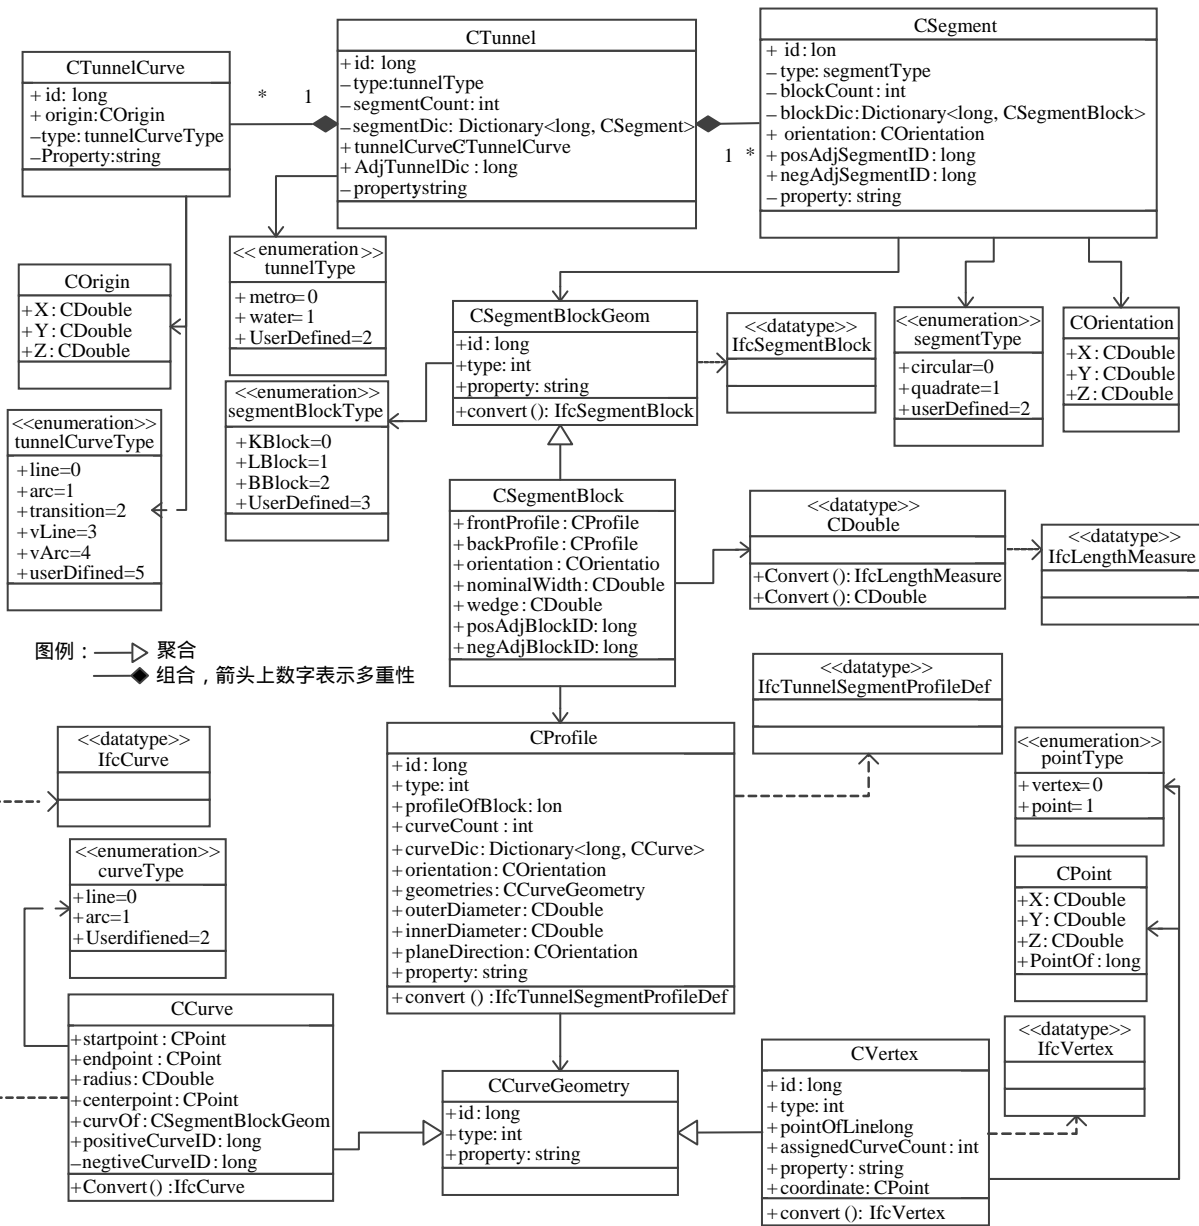 CTunnelCurve
+ id: long
+ origin:COrigin
–type: tunnelCurveType
–Property:string
*
1
CTunnel
+id: long
–type:tunnelType
–segmentCount: int
–segmentDic: Dictionary<long, CSegment>
+tunnelCurve:CTunnelCurve
+AdjTunnelDic : long
–property:string
1
*
CSegment
+ id: lon
–type: segmentType
–blockCount: int
–blockDic:Dictionary<long, CSegmentBlock>
+ orientation: COrientation
+posAdjSegmentID: long
+negAdjSegmentID: long
–property: string
COrigin
+X: CDouble
+Y: CDouble
+Z: CDouble
<<enumeration>>
tunnelType
+metro=0
+water=1
+UserDefined=2
CSegmentBlockGeom
+id: long
+type: int
+property: string
+convert(): IfcSegmentBlock
<<datatype>>
IfcSegmentBlock
<<enumeration>>
segmentType
+circular=0
+quadrate=1
+userDefined=2
COrientation
+X: CDouble
+Y: CDouble
+Z: CDouble
<<enumeration>>
tunnelCurveType
+line=0
+arc=1
+transition=2
+vLine=3
+vArc=4
+userDifined=5
<<enumeration>>
segmentBlockType
+KBlock=0
+LBlock=1
+BBlock=2
+UserDefined=3
CSegmentBlock
+frontProfile: CProfile
+backProfile: CProfile
+orientation: COrientatio
+nominalWidth: CDouble
+wedge: CDouble
+posAdjBlockID: long
+negAdjBlockID: long
<<datatype>>
CDouble
+Convert(): IfcLengthMeasure
+Convert(): CDouble
<<datatype>>
IfcLengthMeasure
图例：聚合
组合，箭头上数字表示多重性
<<datatype>>
IfcTunnelSegmentProfileDef
<<datatype>>
IfcCurve
CProfile
+id: long
+type: int
+profileOfBlock: lon
+curveCount: int
+curveDic: Dictionary<long, CCurve>
+orientation: COrientation
+geometries: CCurveGeometry
+outerDiameter: CDouble
+innerDiameter: CDouble
+planeDirection: COrientation
+property: string
+convert():IfcTunnelSegmentProfileDef
<<enumeration>>
pointType
+vertex=0
+point=1
<<enumeration>>
curveType
+line=0
+arc=1
+Userdifiened=2
CPoint
+X: CDouble
+Y: CDouble
+Z: CDouble
+PointOf: long
CCurve
+startpoint: CPoint
+endpoint: CPoint
+radius: CDouble
+centerpoint: CPoint
+curvOf: CSegmentBlockGeom
+positiveCurveID: long
–negtiveCurveID: long
+Convert():IfcCurve
CCurveGeometry
+id: long
+type: int
+property: string
CVertex
+id: long
+type: int
+pointOfLine:long
+assignedCurveCount: int
+property: string
+coordinate: CPoint
+convert(): IfcVertex
<<datatype>>
IfcVertex